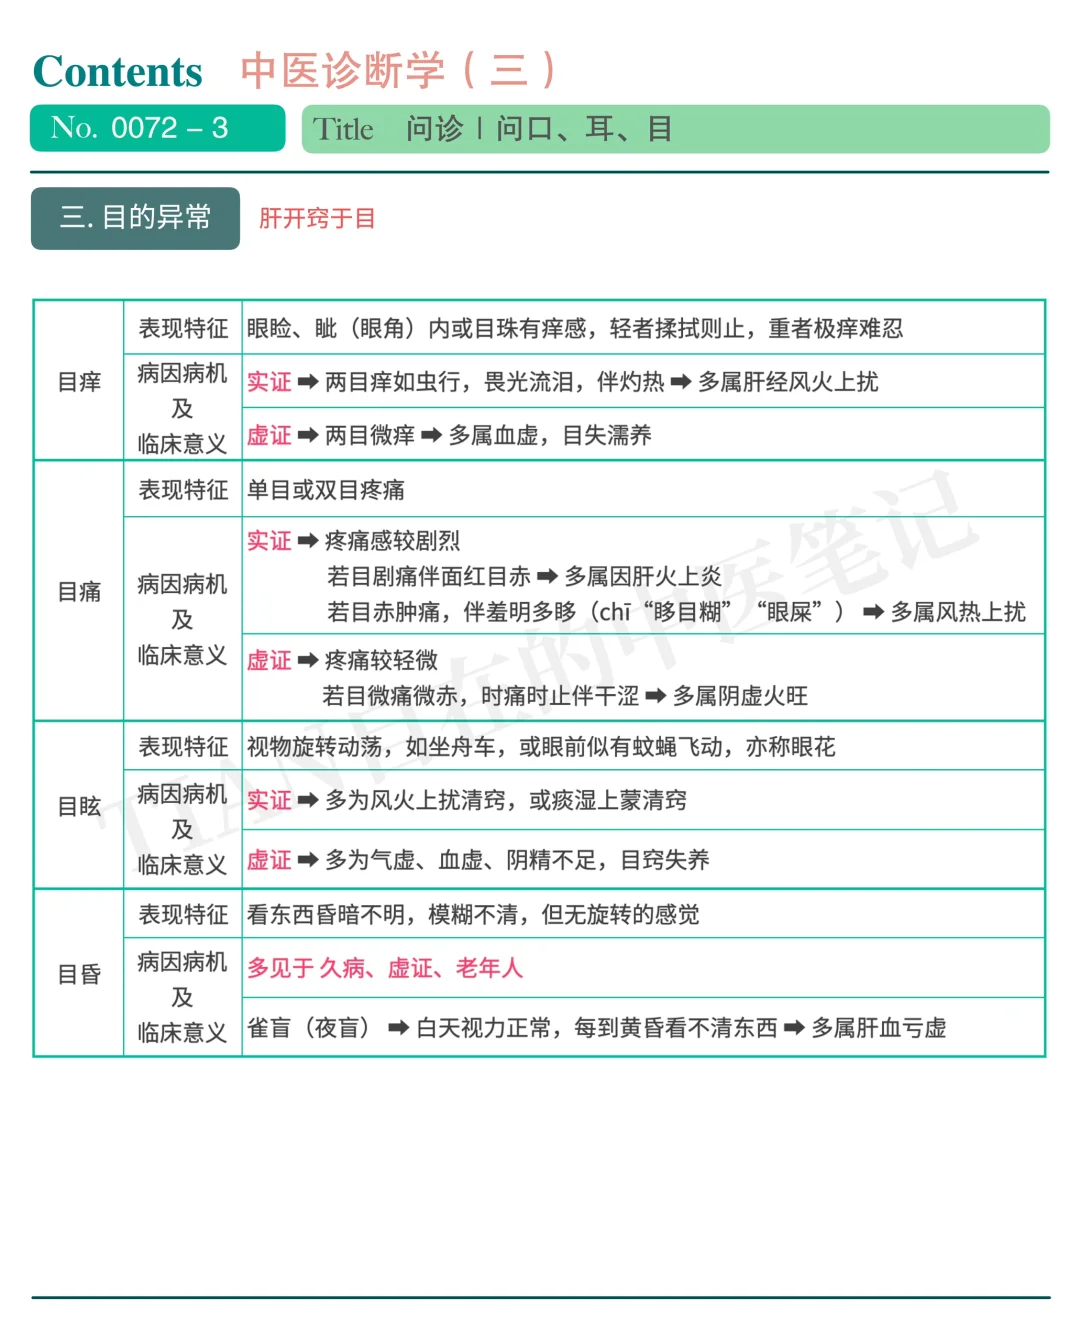 Contents 中医诊断学（三）
No. 0072 – 3
Title 问诊 | 问口、耳、目
三. 目的异常
肝开窍于目
目痒
表现特征
眼睑、眦（眼角）内或目珠有痒感，轻者揉拭则止，重者极痒难忍
病因病机
及
临床意义
实证 ➡ 两目痒如虫行，畏光流泪，伴灼热 ➡ 多属肝经风火上扰
虚证 ➡ 两目微痒 ➡ 多属血虚，目失濡养
目痛
表现特征
单目或双目疼痛
病因病机
及
临床意义
实证 ➡ 疼痛感较剧烈
若目剧痛伴面红目赤 ➡ 多属因肝火上炎
若目赤肿痛，伴羞明多眵（chī“眵目糊”“眼屎”）➡ 多属风热上扰
虚证 ➡ 疼痛较轻微
若目微痛微赤，时痛时止伴干涩 ➡ 多属阴虚火旺
目眩
表现特征
视物旋转动荡，如坐舟车，或眼前似有蚊蝇飞动，亦称眼花
病因病机
及
临床意义
实证 ➡ 多为风火上扰清窍，或痰湿上蒙清窍
虚证 ➡ 多为气虚、血虚、阴精不足，目窍失养
目昏
表现特征
看东西昏暗不明，模糊不清，但无旋转的感觉
病因病机
及
临床意义
多见于 久病、虚证、老年人
雀盲（夜盲）➡ 白天视力正常，每到黄昏看不清东西 ➡ 多属肝血亏虚
TIAN自在的中医笔记